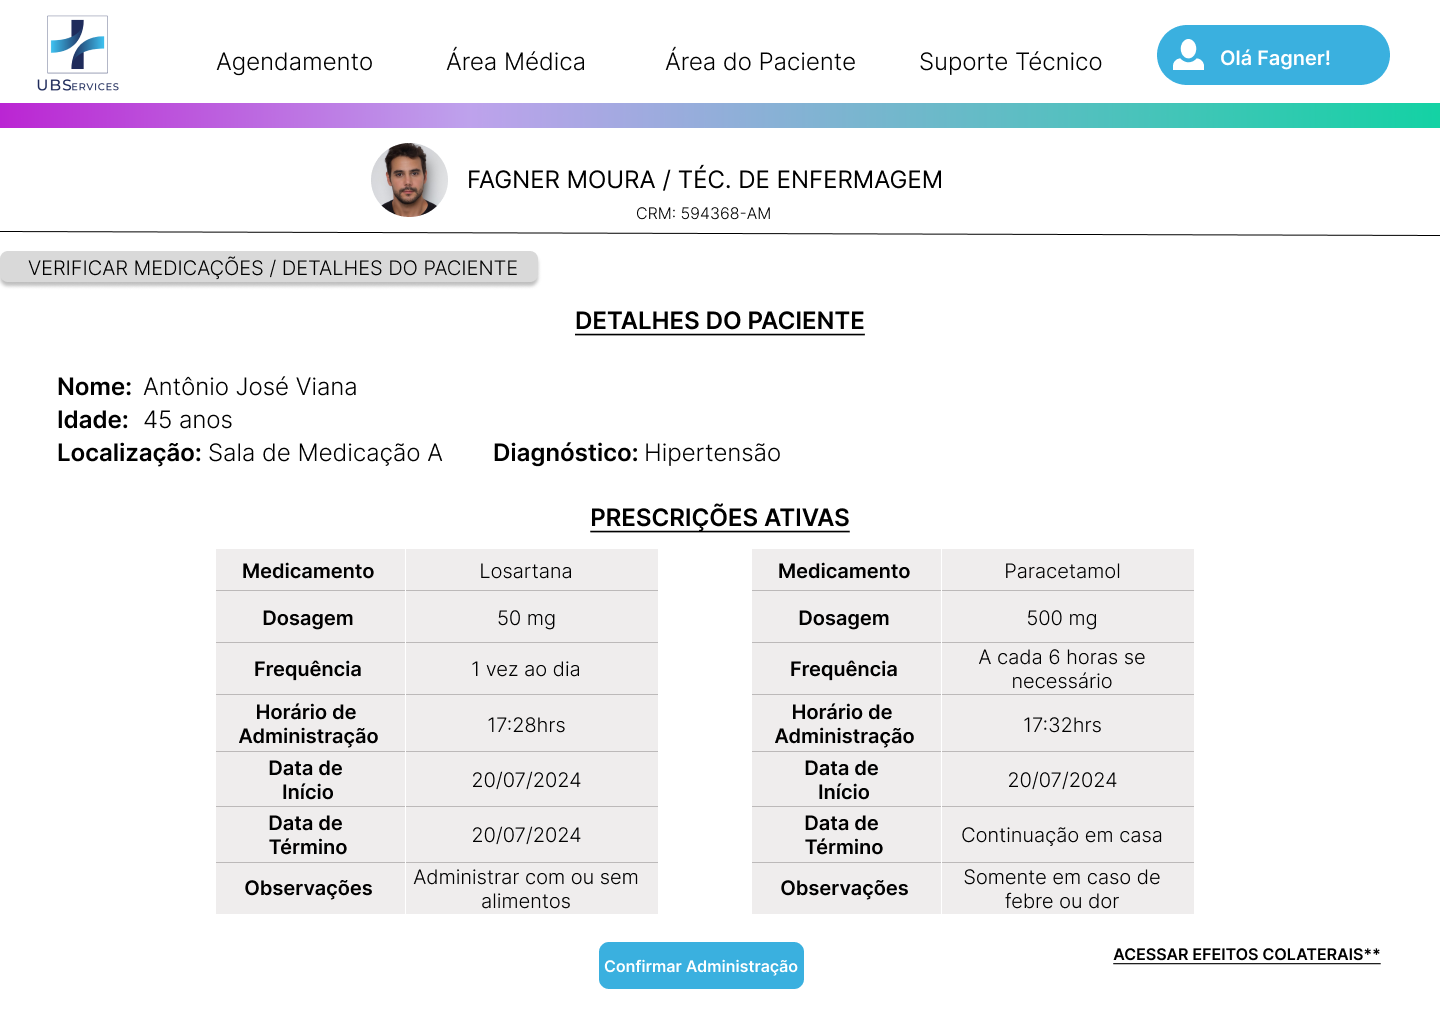 UBServices
Agendamento
Área Médica
Área do Paciente
Suporte Técnico
Olá Fagner!
FAGNER MOURA / TÉC. DE ENFERMAGEM
CRM: 594368-AM
VERIFICAR MEDICAÇÕES / DETALHES DO PACIENTE
DETALHES DO PACIENTE
Nome: Antônio José Viana
Idade: 45 anos
Localização: Sala de Medicação A
Diagnóstico: Hipertensão
PRESCRIÇÕES ATIVAS
Medicamento
Losartana
Dosagem
50 mg
Frequência
1 vez ao dia
Horário de
Administração
17:28hrs
Data de
Início
20/07/2024
Data de
Término
20/07/2024
Observações
Administrar com ou sem
alimentos
Medicamento
Paracetamol
Dosagem
500 mg
Frequência
A cada 6 horas se
necessário
Horário de
Administração
17:32hrs
Data de
Início
20/07/2024
Data de
Término
Continuação em casa
Observações
Somente em caso de
febre ou dor
Confirmar Administração
ACESSAR EFEITOS COLATERAIS**